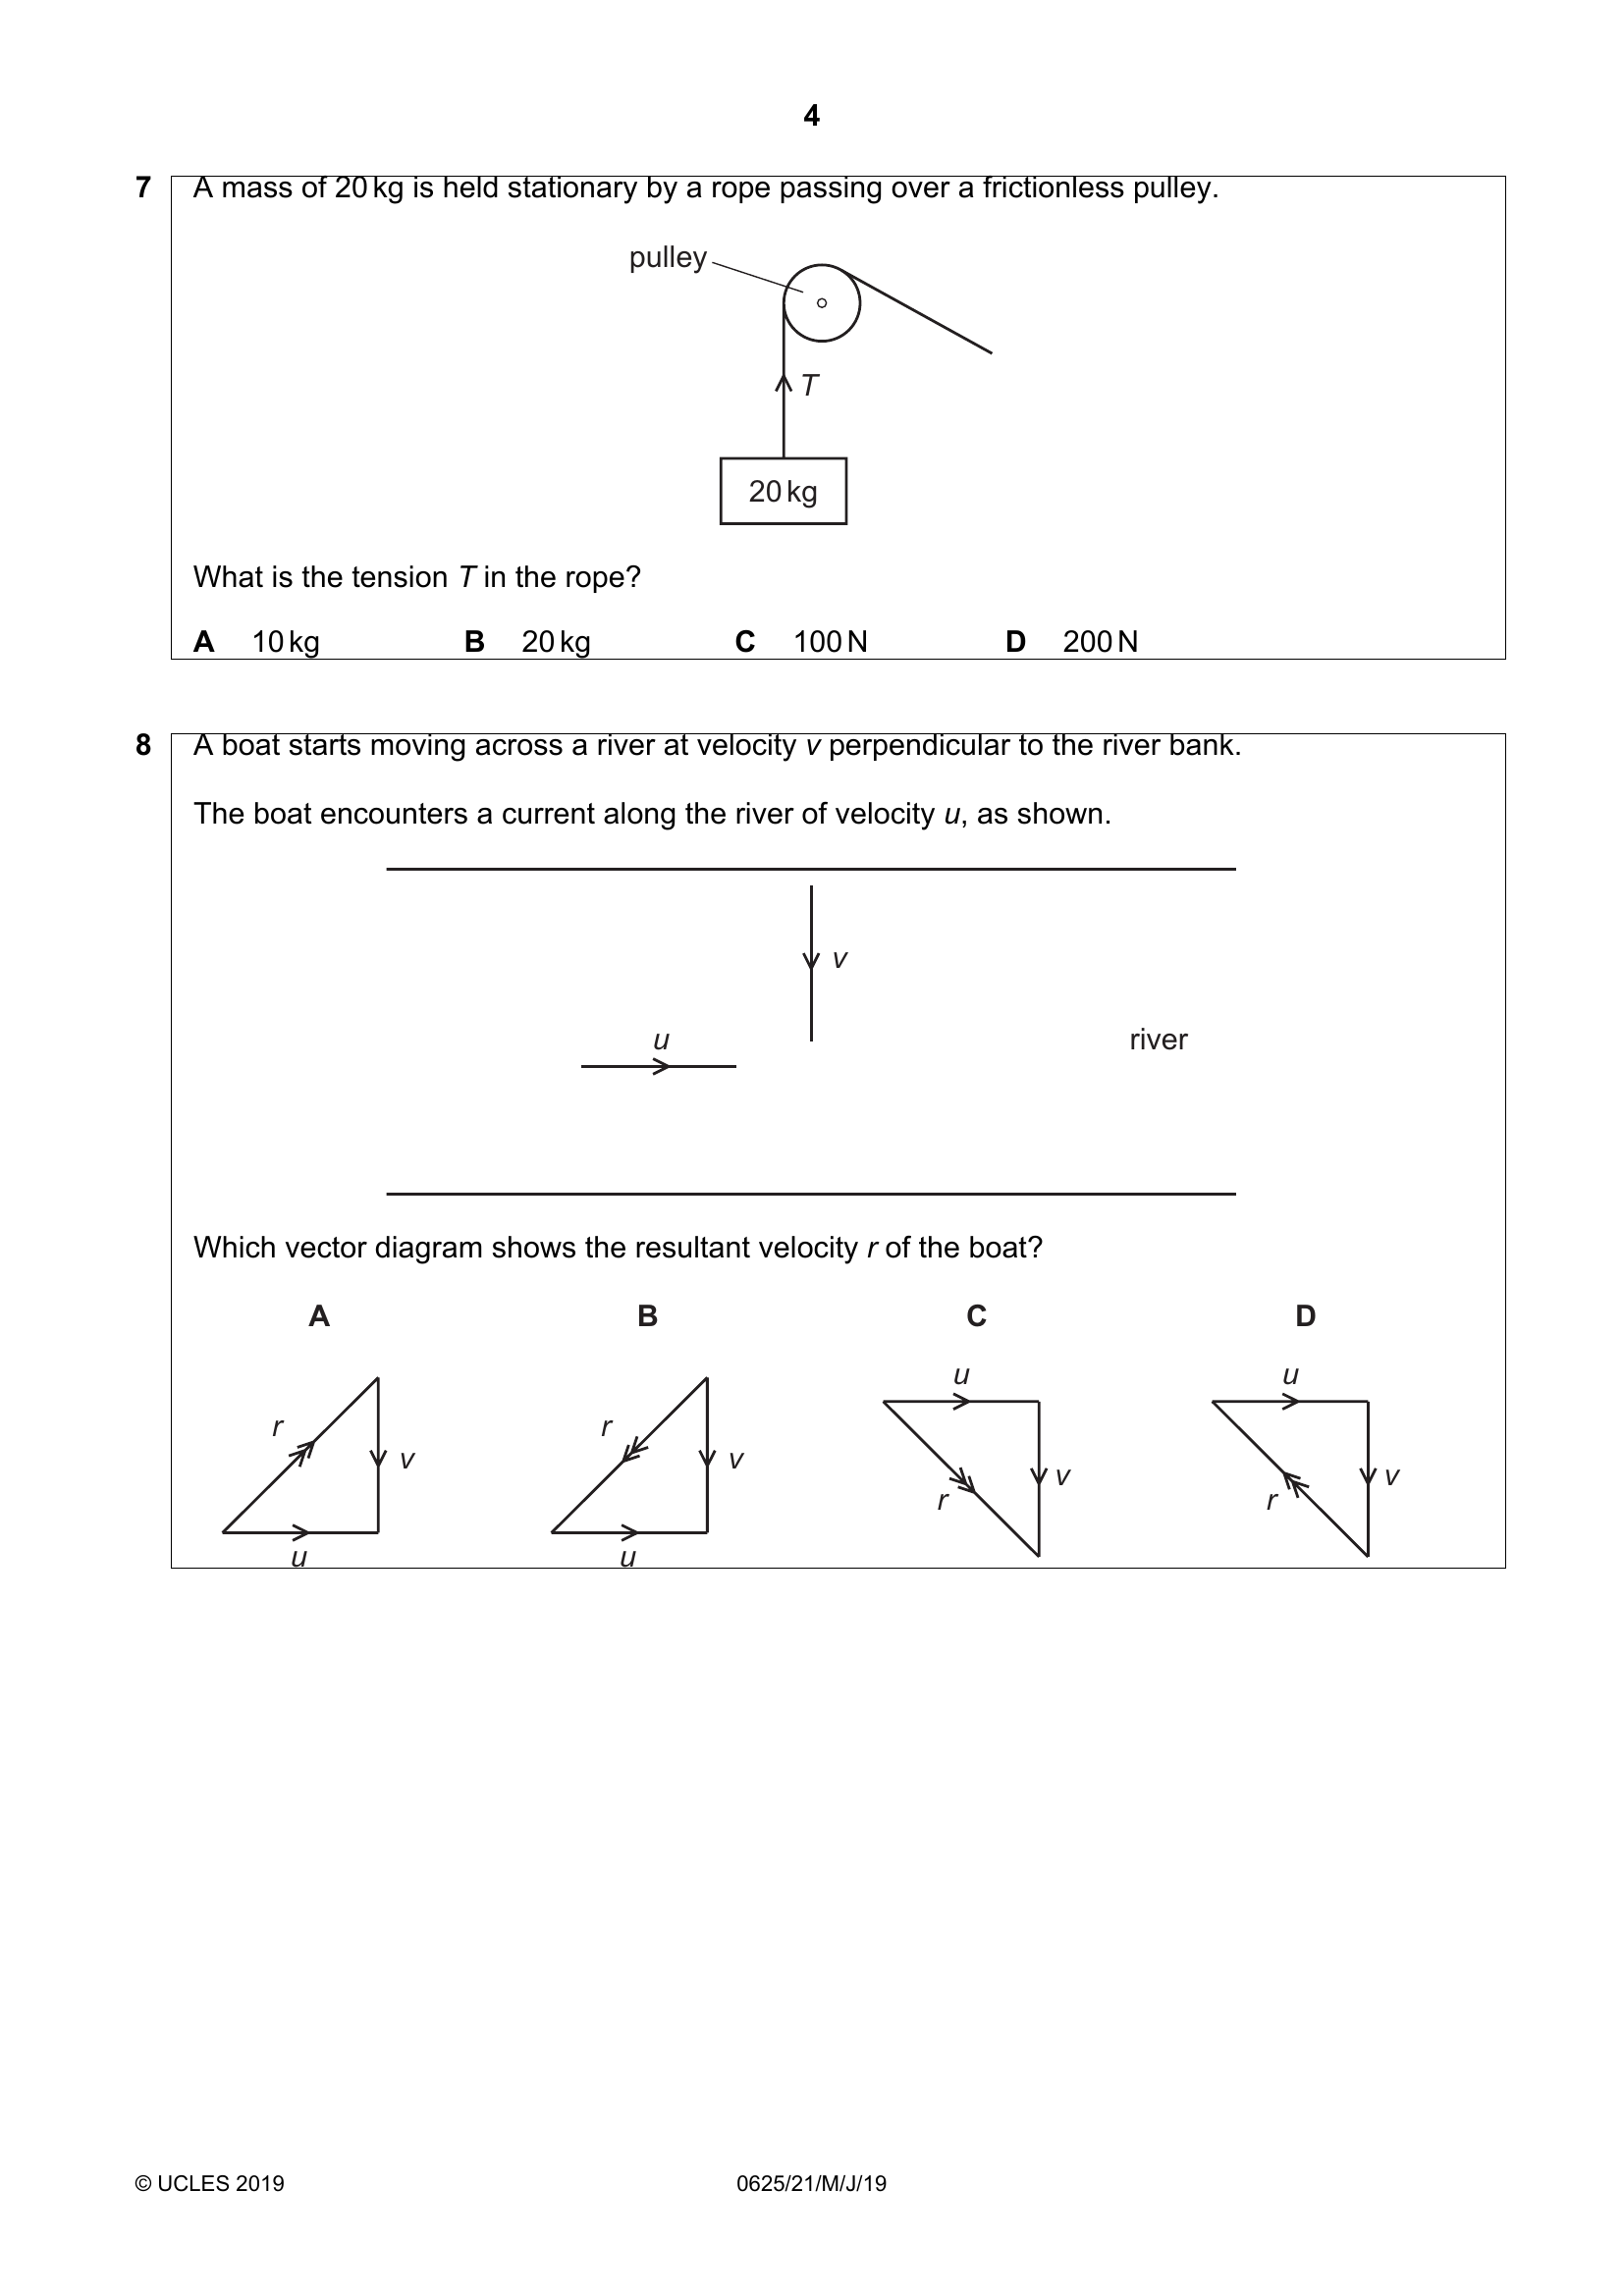 4
7 A mass of 20 kg is held stationary by a rope passing over a frictionless pulley.
pulley
T
20 kg
What is the tension T in the rope?
A 10 kg B 20 kg C 100 N D 200 N
8 A boat starts moving across a river at velocity v perpendicular to the river bank.
The boat encounters a current along the river of velocity u, as shown.
v
u
river
Which vector diagram shows the resultant velocity r of the boat?
A B C D
r v u
r v u
u v r
u v r
© UCLES 2019 0625/21/M/J/19